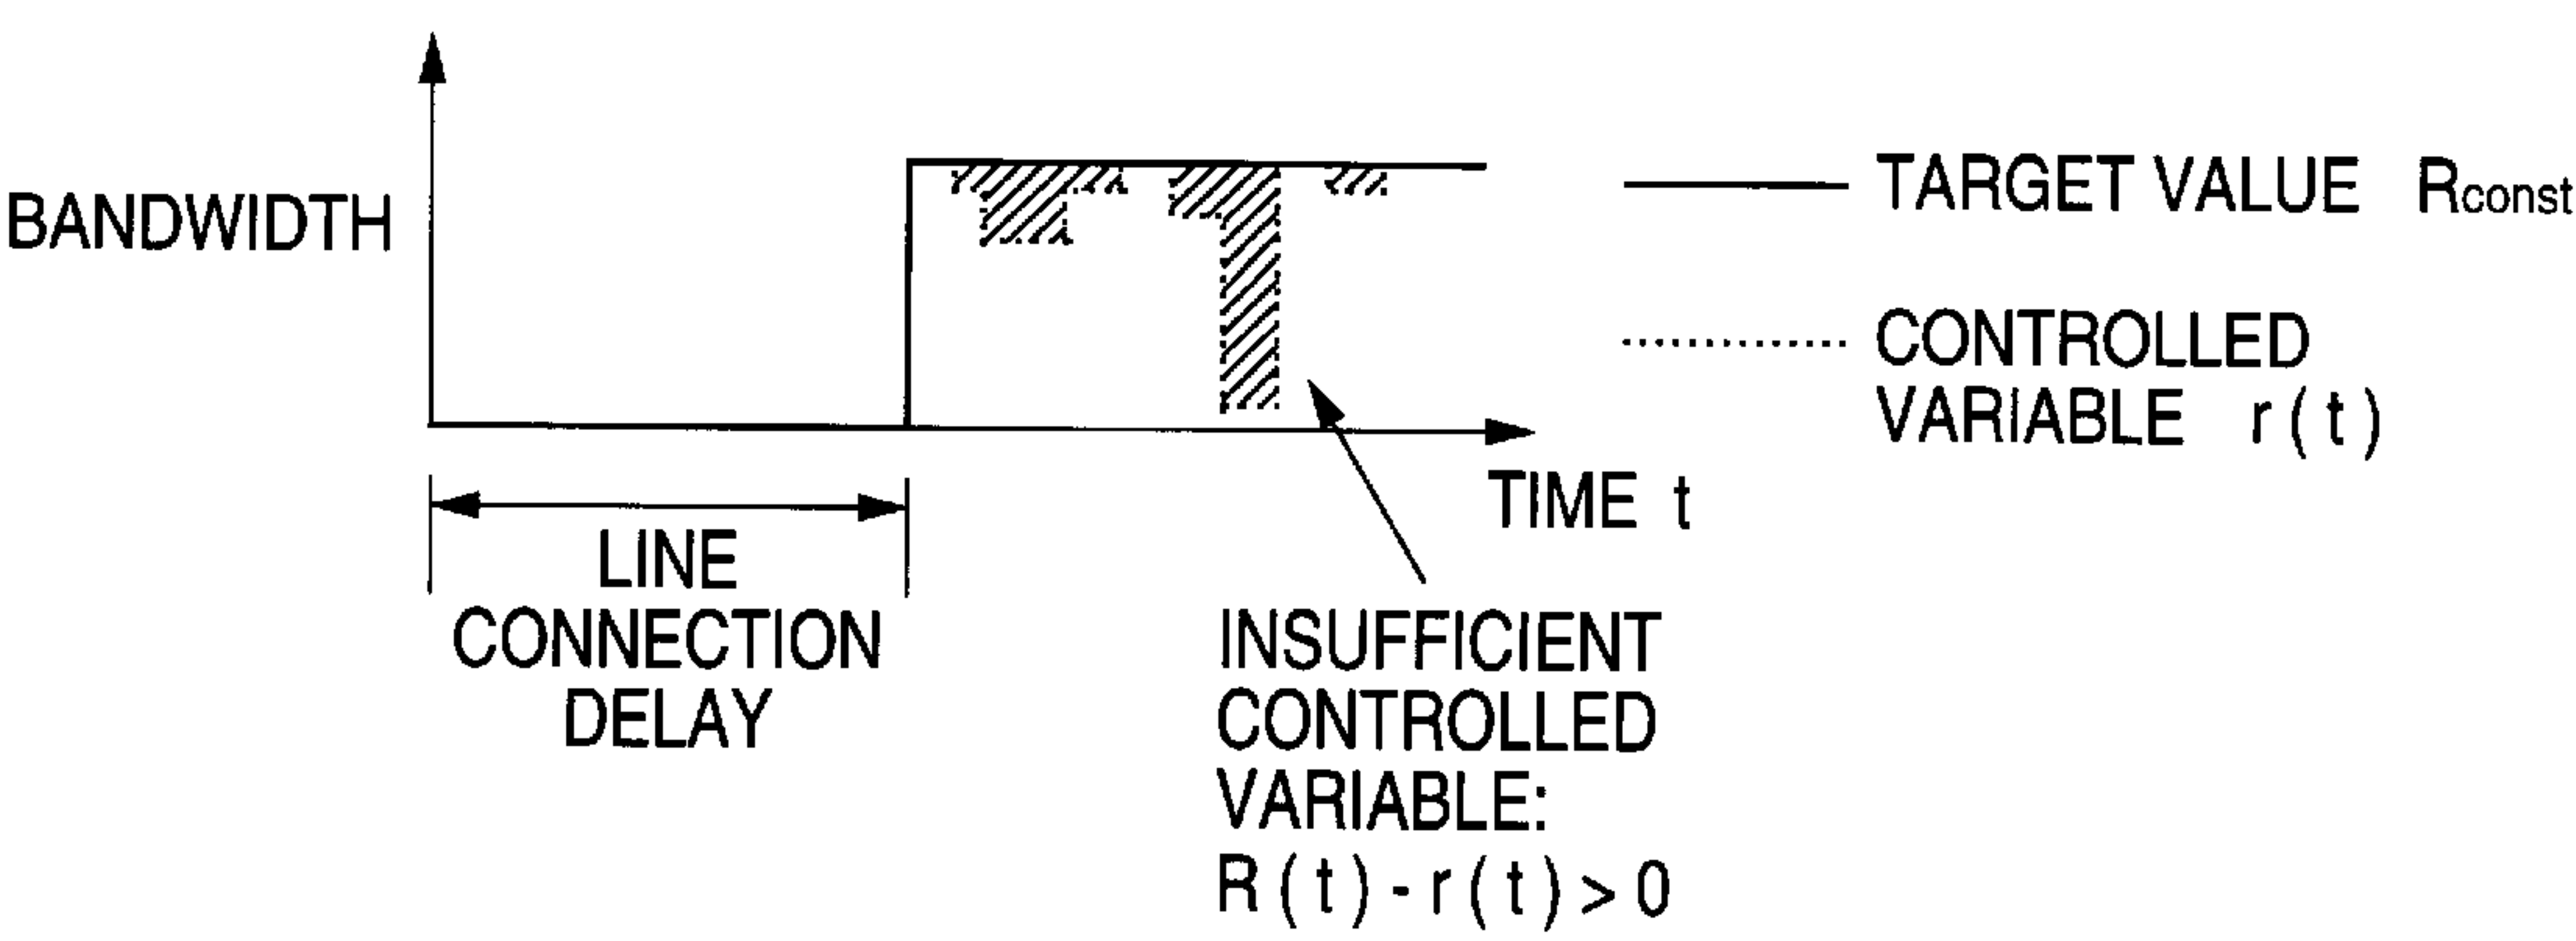 BANDWIDTH
TARGET VALUE Rconst
CONTROLLED
VARIABLE r(t)
TIME t
LINE
CONNECTION
DELAY
INSUFFICIENT
CONTROLLED
VARIABLE:
R(t)-r(t)>0